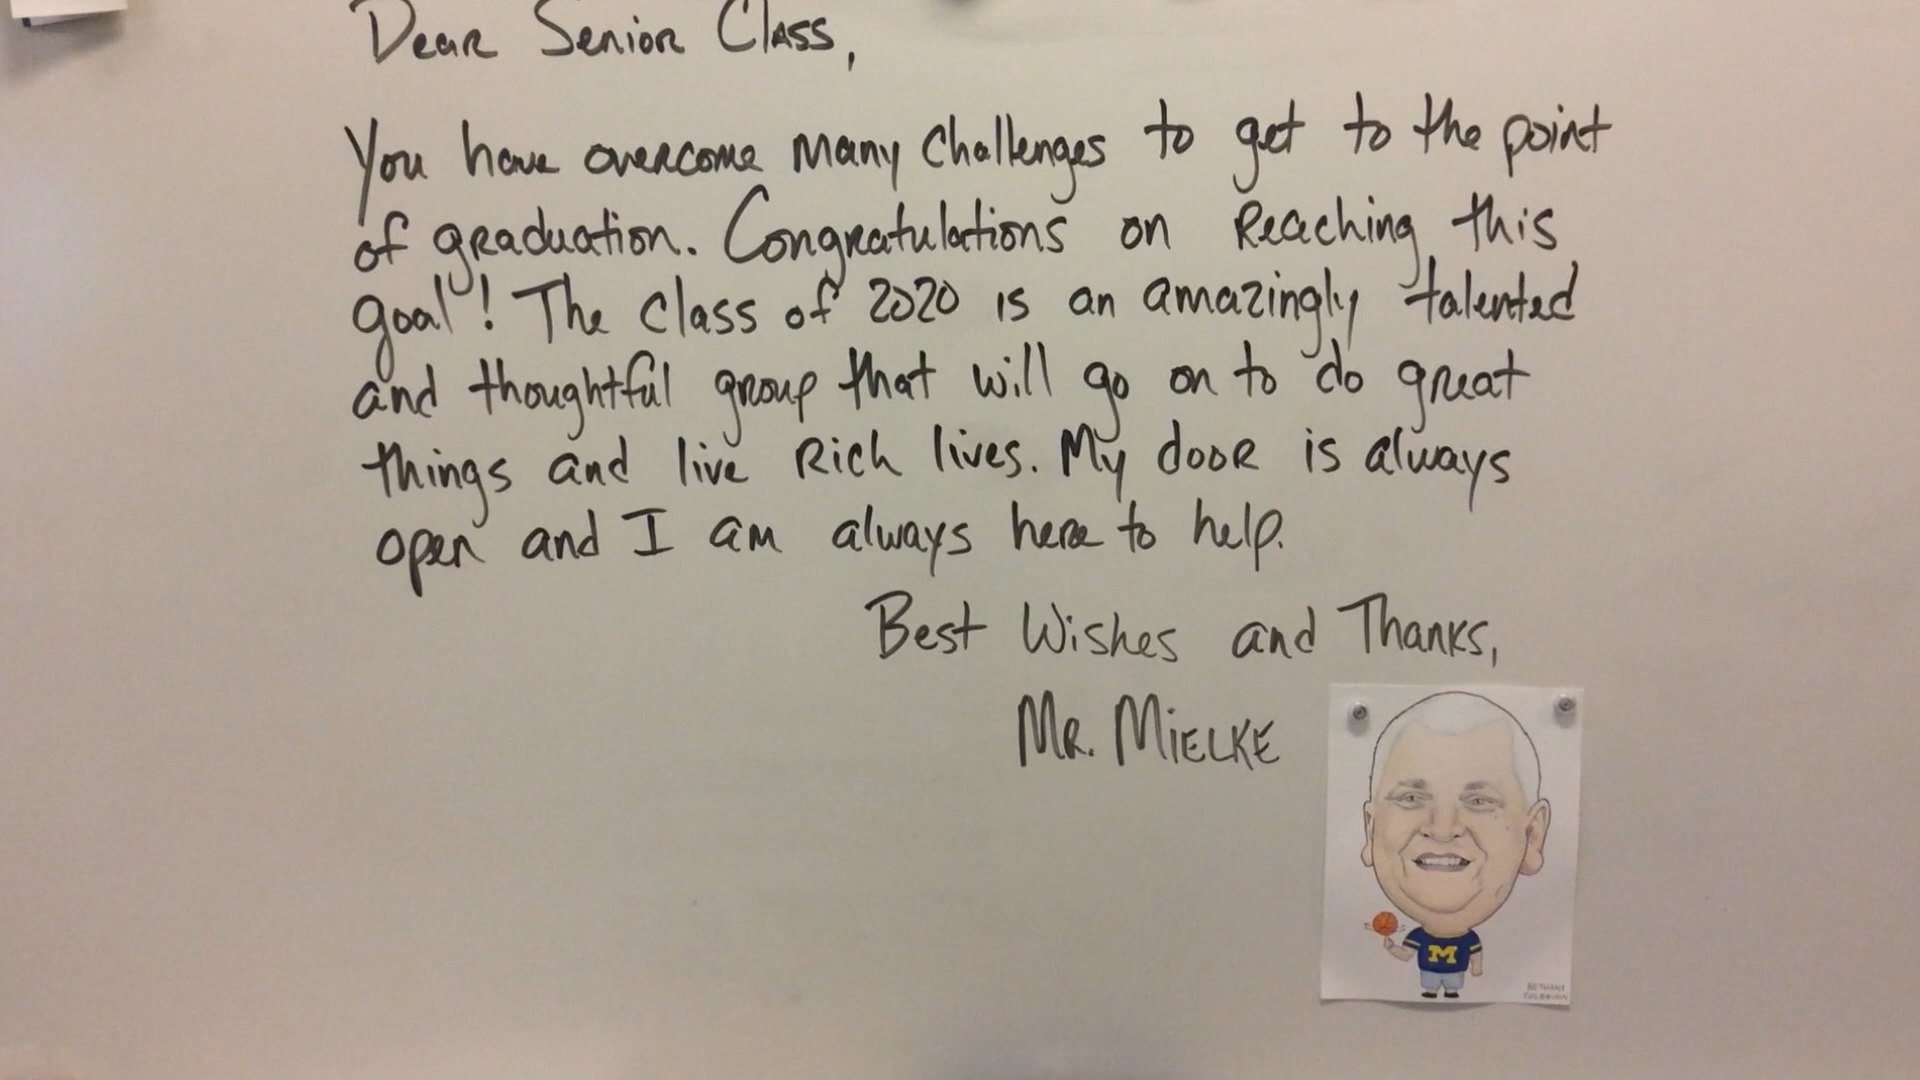 Dear Senior Class,
You have overcome many challenges to get to the point
of graduation. Congratulations on Reaching this
goal! The class of 2020 is an amazingly talented
and thoughtful group that will go on to do great
things and live Rich lives. My door is always
open and I am always here to help.
Best Wishes and Thanks,
Mr. Mielke
M
BETHANY